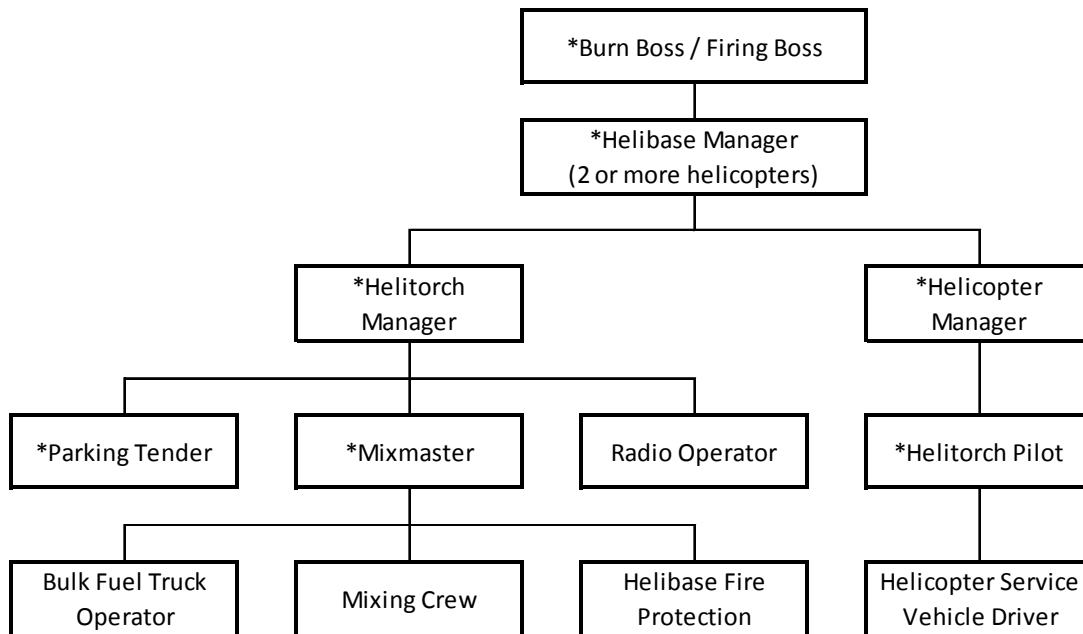 *Burn Boss / Firing Boss
*Helibase Manager
(2 or more helicopters)
*Helitorch
Manager
*Helicopter
Manager
*Parking Tender
*Mixmaster
Radio Operator
*Helitorch Pilot
Bulk Fuel Truck
Operator
Mixing Crew
Helibase Fire
Protection
Helicopter Service
Vehicle Driver